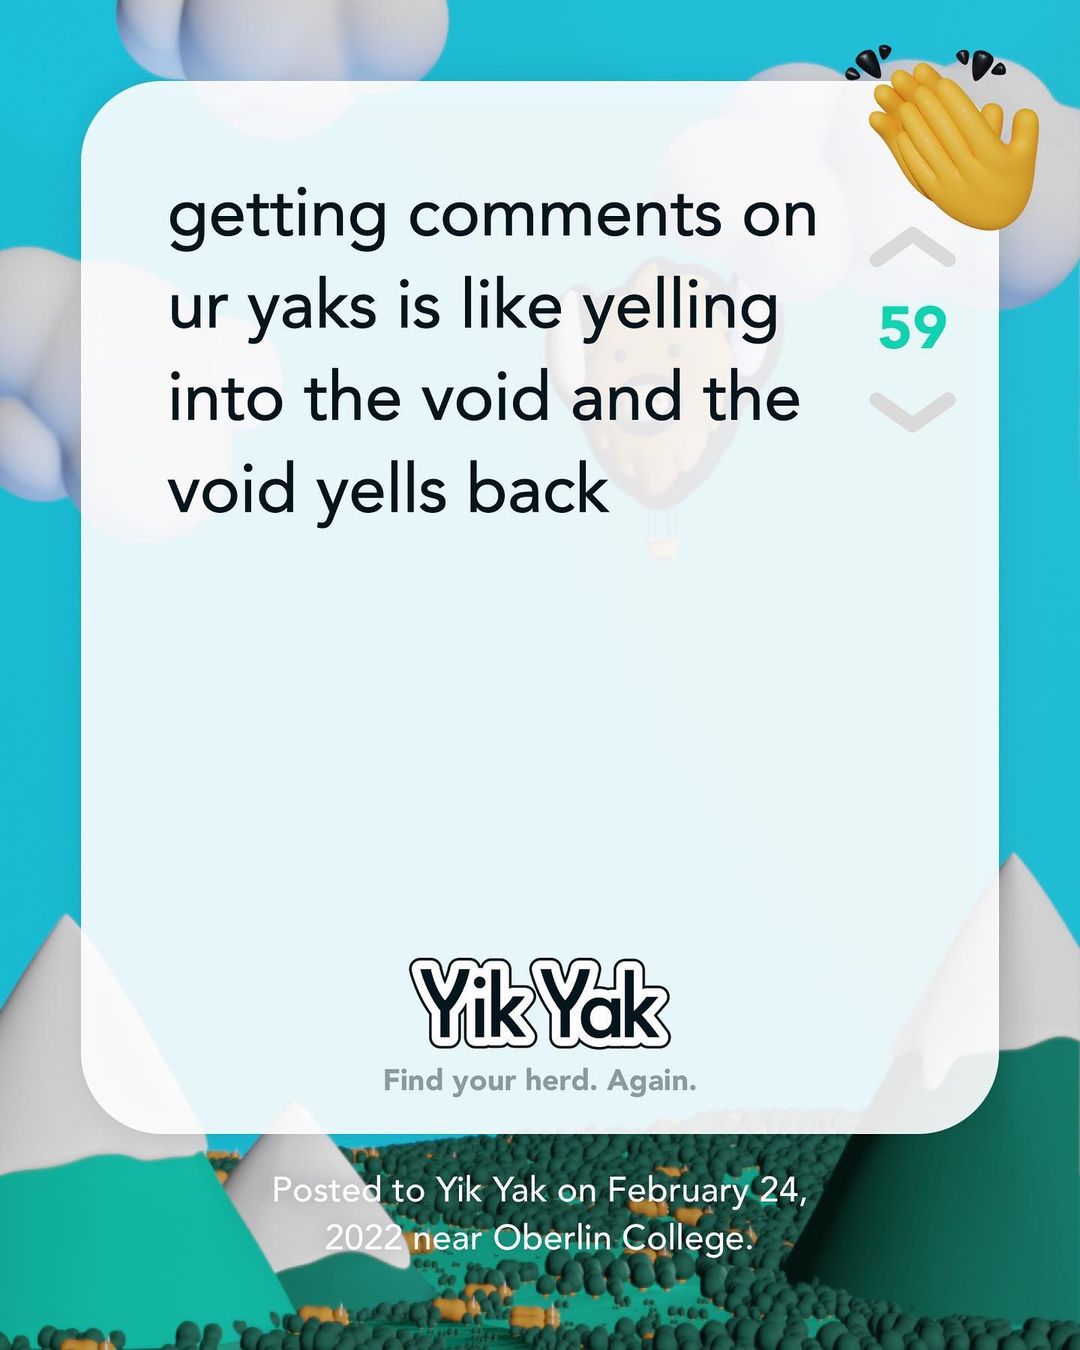 getting comments on
ur yaks is like yelling
into the void and the
void yells back
59
Yik Yak
Find your herd. Again.
Posted to Yik Yak on February 24,
2022 near Oberlin College.